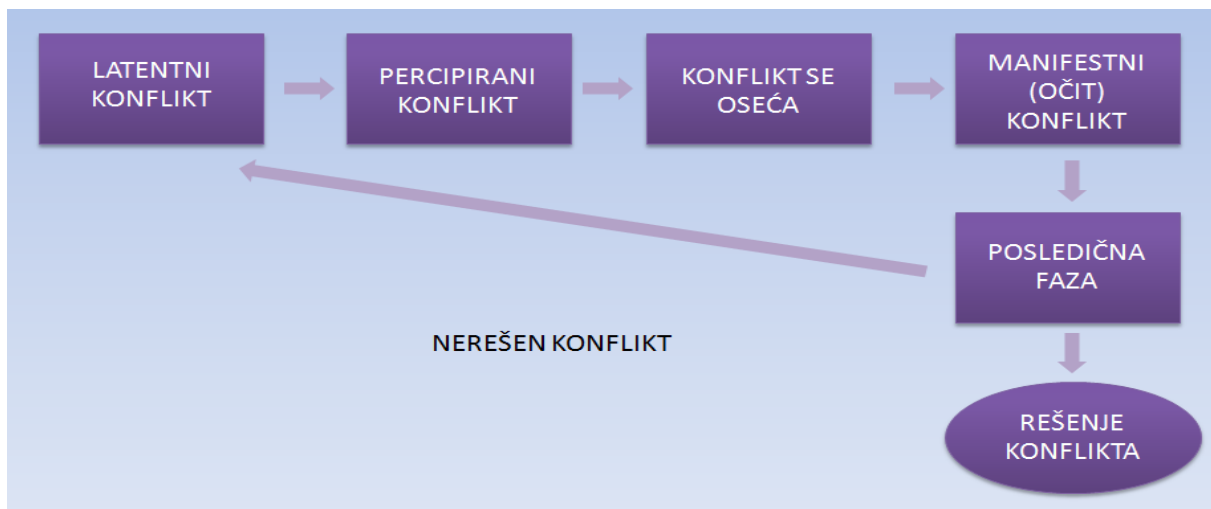 LATENTNI
KONFLIKT
PERCIPIRANI
KONFLIKT
KONFLIKT SE
OSEĆA
MANIFESTNI
(OČIT)
KONFLIKT
POSLEDIČNA
FAZA
NEREŠEN KONFLIKT
REŠENJE
KONFLIKTA